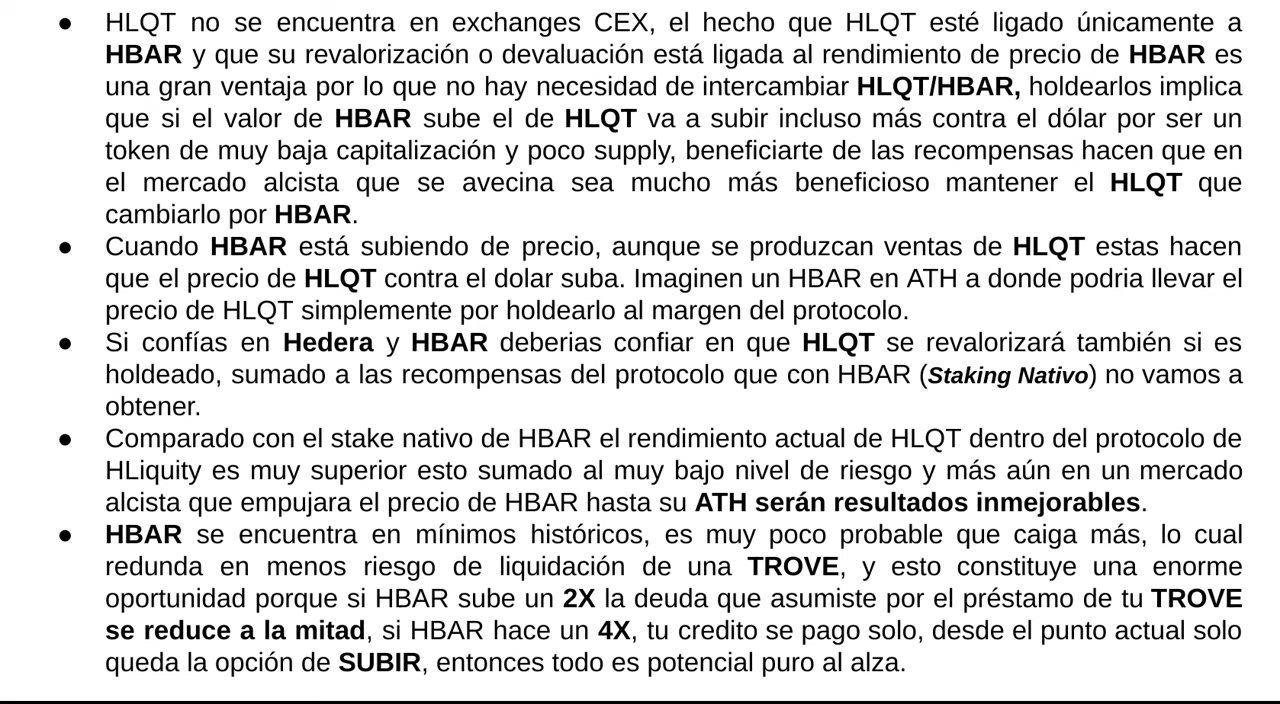 ● HLQT no se encuentra en exchanges CEX, el hecho que HLQT esté ligado únicamente a
HBAR y que su revalorización o devaluación está ligada al rendimiento de precio de HBAR es
una gran ventaja por lo que no hay necesidad de intercambiar HLQT/HBAR, holdearlos implica
que si el valor de HBAR sube el de HLQT va a subir incluso más contra el dólar por ser un
token de muy baja capitalización y poco supply, beneficiarte de las recompensas hacen que en
el mercado alcista que se avecina sea mucho más beneficioso mantener el HLQT que
cambiarlo por HBAR.
● Cuando HBAR está subiendo de precio, aunque se produzcan ventas de HLQT estas hacen
que el precio de HLQT contra el dolar suba. Imaginen un HBAR en ATH a donde podria llevar el
precio de HLQT simplemente por holdearlo al margen del protocolo.
● Si confías en Hedera y HBAR deberias confiar en que HLQT se revalorizará también si es
holdeado, sumado a las recompensas del protocolo que con HBAR (Staking Nativo) no vamos a
obtener.
● Comparado con el stake nativo de HBAR el rendimiento actual de HLQT dentro del protocolo de
HLiquity es muy superior esto sumado al muy bajo nivel de riesgo y más aún en un mercado
alcista que empujara el precio de HBAR hasta su ATH serán resultados inmejorables.
● HBAR se encuentra en mínimos históricos, es muy poco probable que caiga más, lo cual
redunda en menos riesgo de liquidación de una TROVE, y esto constituye una enorme
oportunidad porque si HBAR sube un 2X la deuda que asumiste por el préstamo de tu TROVE
se reduce a la mitad, si HBAR hace un 4X, tu credito se pago solo, desde el punto actual solo
queda la opción de SUBIR, entonces todo es potencial puro al alza.